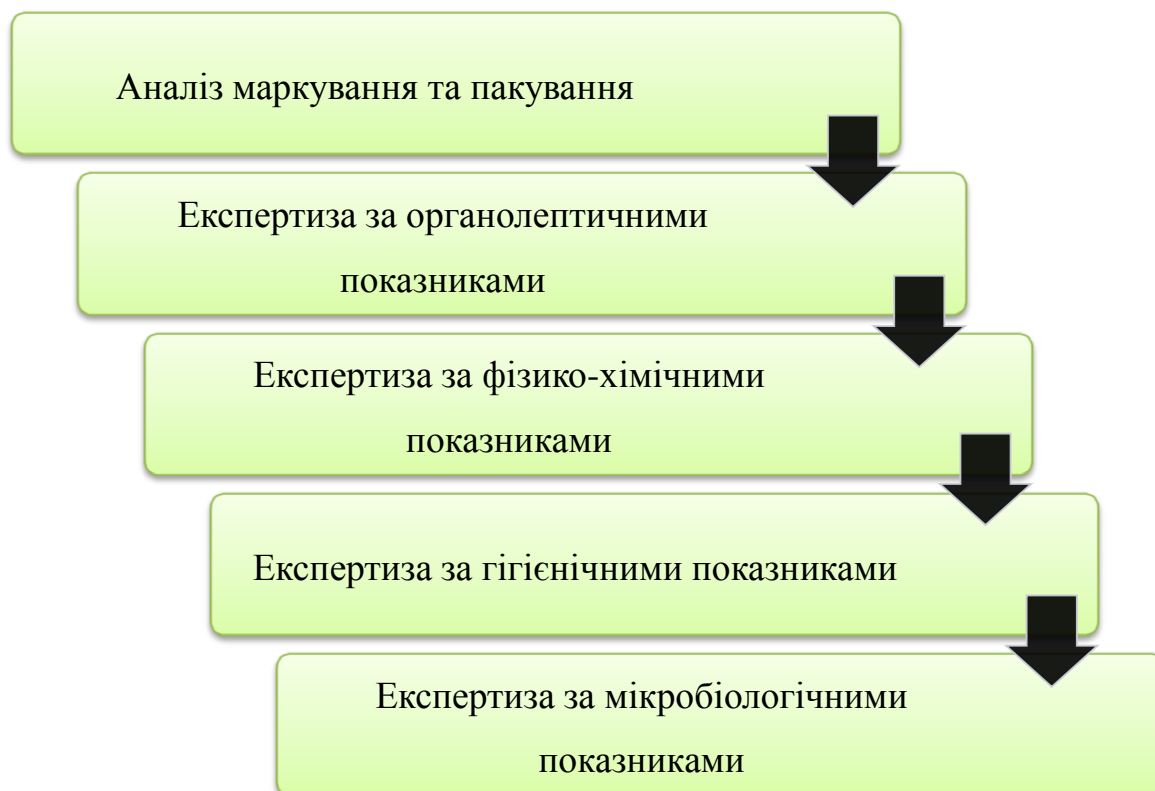 Аналіз маркування та пакування
Експертиза за органолептичними
показниками
Експертиза за фізико-хімічними
показниками
Експертиза за гігієнічними показниками
Експертиза за мікробіологічними
показниками